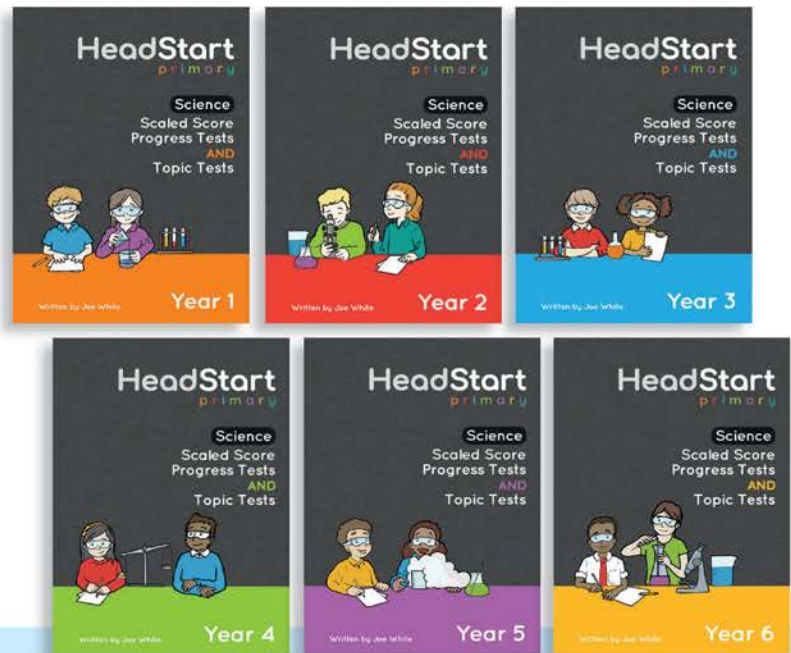 HeadStart
primary
Science
Scaled Score
Progress Tests
AND
Topic Tests
Written by Joe White
Year 1
HeadStart
primary
Science
Scaled Score
Progress Tests
AND
Topic Tests
Written by Joe White
Year 2
HeadStart
primary
Science
Scaled Score
Progress Tests
AND
Topic Tests
Written by Joe White
Year 3
HeadStart
primary
Science
Scaled Score
Progress Tests
AND
Topic Tests
Written by Joe White
Year 4
HeadStart
primary
Science
Scaled Score
Progress Tests
AND
Topic Tests
Written by Joe White
Year 5
HeadStart
primary
Science
Scaled Score
Progress Tests
AND
Topic Tests
Written by Joe White
Year 6